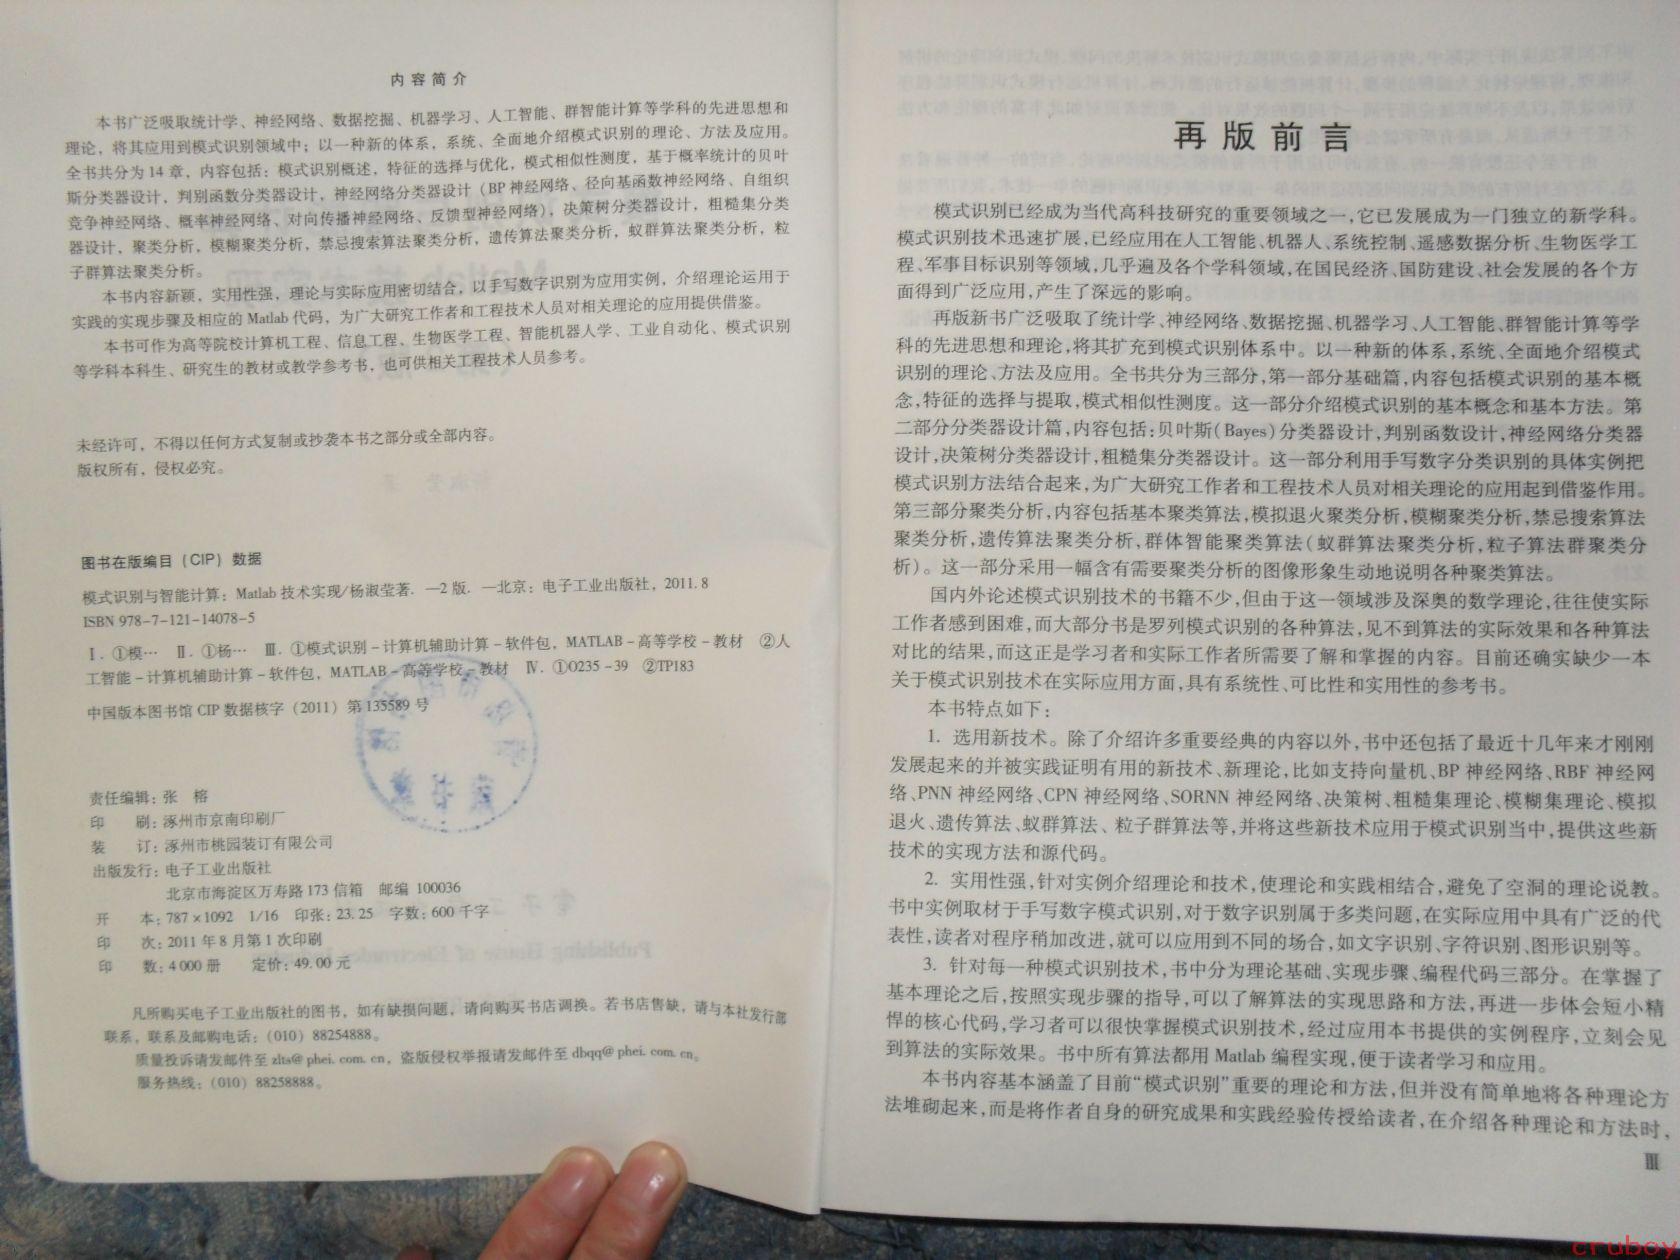 内容简介
本书广泛吸取统计学、神经网络、数据挖掘、机器学习、人工智能、群智能计算等学科的先进思想和
理论，将其应用到模式识别领域中；以一种新的体系，系统、全面地介绍模式识别的理论、方法及应用。
全书共分为14章，内容包括：模式识别概述，特征的选择与优化，模式相似性测度，基于概率统计的贝叶
斯分类器设计，判别函数分类器设计，神经网络分类器设计（BP神经网络、径向基函数神经网络、自组织
竞争神经网络、概率神经网络、对向传播神经网络、反馈型神经网络），决策树分类器设计，粗糙集分类
器设计，聚类分析，模糊聚类分析，禁忌搜索算法聚类分析，遗传算法聚类分析，蚁群算法聚类分析，粒
子群算法聚类分析。
本书内容新颖，实用性强，理论与实际应用密切结合，以手写数字识别为应用实例，介绍理论运用于
实践的实现步骤及相应的Matlab代码，为广大研究工作者和工程技术人员对相关理论的应用提供借鉴。
本书可作为高等院校计算机工程、信息工程、生物医学工程、智能机器人学、工业自动化、模式识别
等学科本科生、研究生的教材或教学参考书，也可供相关工程技术人员参考。
未经许可，不得以任何方式复制或抄袭本书之部分或全部内容。
版权所有，侵权必究。
图书在版编目（CIP）数据
模式识别与智能计算：Matlab技术实现/杨淑莹著．—2版．—北京：电子工业出版社，2011.8
ISBN 978-7-121-14078-5
Ⅰ.①模… Ⅱ.①杨… Ⅲ.①模式识别-计算机辅助计算-软件包，MATLAB-高等学校-教材 ②人
工智能-计算机辅助计算-软件包，MATLAB-高等学校-教材 Ⅳ.①O235-39 ②TP183
中国版本图书馆CIP数据核字（2011）第135589号
责任编辑：张 榕
印 刷：涿州市京南印刷厂
装 订：涿州市桃园装订有限公司
出版发行：电子工业出版社
北京市海淀区万寿路173信箱 邮编 100036
开 本：787×1092 1/16 印张：23.25 字数：600千字
印 次：2011年8月第1次印刷
印 数：4 000册 定价：49.00元
凡所购买电子工业出版社的图书，如有缺损问题，请向购买书店调换。若书店售缺，请与本社发行部
联系，联系及邮购电话：（010）88254888。
质量投诉请发邮件至zlts@phei.com.cn，盗版侵权举报请发邮件至dbqq@phei.com.cn。
服务热线：（010）88258888。
再版前言
模式识别已经成为当代高科技研究的重要领域之一，它已发展成为一门独立的新学科。
模式识别技术迅速扩展，已经应用在人工智能、机器人、系统控制、遥感数据分析、生物医学工
程、军事目标识别等领域，几乎遍及各个学科领域，在国民经济、国防建设、社会发展的各个方
面得到广泛应用，产生了深远的影响。
再版新书广泛吸取了统计学、神经网络、数据挖掘、机器学习、人工智能、群智能计算等学
科的先进思想和理论，将其扩充到模式识别体系中。以一种新的体系，系统、全面地介绍模式
识别的理论、方法及应用。全书共分为三部分，第一部分基础篇，内容包括模式识别的基本概
念，特征的选择与提取，模式相似性测度。这一部分介绍模式识别的基本概念和基本方法。第
二部分分类器设计篇，内容包括：贝叶斯（Bayes）分类器设计，判别函数设计，神经网络分类器
设计，决策树分类器设计，粗糙集分类器设计。这一部分利用手写数字分类识别的具体实例把
模式识别方法结合起来，为广大研究工作者和工程技术人员对相关理论的应用起到借鉴作用。
第三部分聚类分析，内容包括基本聚类算法，模拟退火聚类分析，模糊聚类分析，禁忌搜索算法
聚类分析，遗传算法聚类分析，群体智能聚类算法（蚁群算法聚类分析，粒子算法群聚类分
析）。这一部分采用一幅含有需要聚类分析的图像形象生动地说明各种聚类算法。
国内外论述模式识别技术的书籍不少，但由于这一领域涉及深奥的数学理论，往往使实际
工作者感到困难，而大部分书是罗列模式识别的各种算法，见不到算法的实际效果和各种算法
对比的结果，而这正是学习者和实际工作者所需要了解和掌握的内容。目前还确实缺少一本
关于模式识别技术在实际应用方面，具有系统性、可比性和实用性的参考书。
本书特点如下：
1. 选用新技术。除了介绍许多重要经典的内容以外，书中还包括了最近十几年来才刚刚
发展起来的并被实践证明有用的新技术、新理论，比如支持向量机、BP神经网络、RBF神经网
络、PNN神经网络、CPN神经网络、SORNN神经网络、决策树、粗糙集理论、模糊集理论、模拟
退火、遗传算法、蚁群算法、粒子群算法等，并将这些新技术应用于模式识别当中，提供这些新
技术的实现方法和源代码。
2. 实用性强，针对实例介绍理论和技术，使理论和实践相结合，避免了空洞的理论说教。
书中实例取材于手写数字模式识别，对于数字识别属于多类问题，在实际应用中具有广泛的代
表性，读者对程序稍加改进，就可以应用到不同的场合，如文字识别、字符识别、图形识别等。
3. 针对每一种模式识别技术，书中分为理论基础、实现步骤、编程代码三部分。在掌握了
基本理论之后，按照实现步骤的指导，可以了解算法的实现思路和方法，再进一步体会短小精
悍的核心代码，学习者可以很快掌握模式识别技术，经过应用本书提供的实例程序，立刻会见
到算法的实际效果。书中所有算法都用Matlab编程实现，便于读者学习和应用。
本书内容基本涵盖了目前“模式识别”重要的理论和方法，但并没有简单地将各种理论方
法堆砌起来，而是将作者自身的研究成果和实践经验传授给读者，在介绍各种理论和方法时，
Ⅲ
cruboy